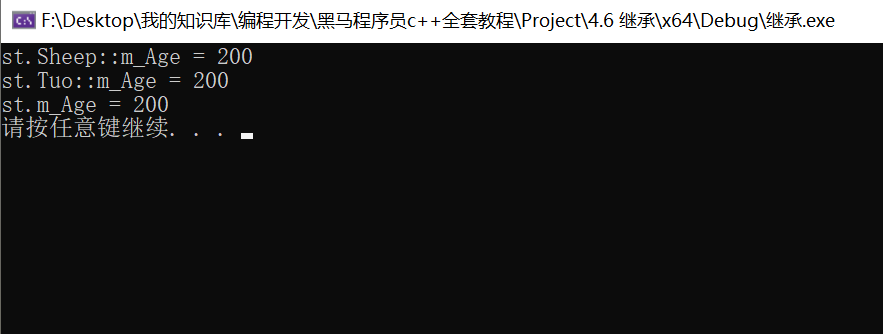 F:\Desktop\我的知识库\编程开发\黑马程序员c++全套教程\Project\4.6 继承\x64\Debug\继承.exe
st.Sheep::m_Age = 200
st.Tuo::m_Age = 200
st.m_Age = 200
请按任意键继续. . .